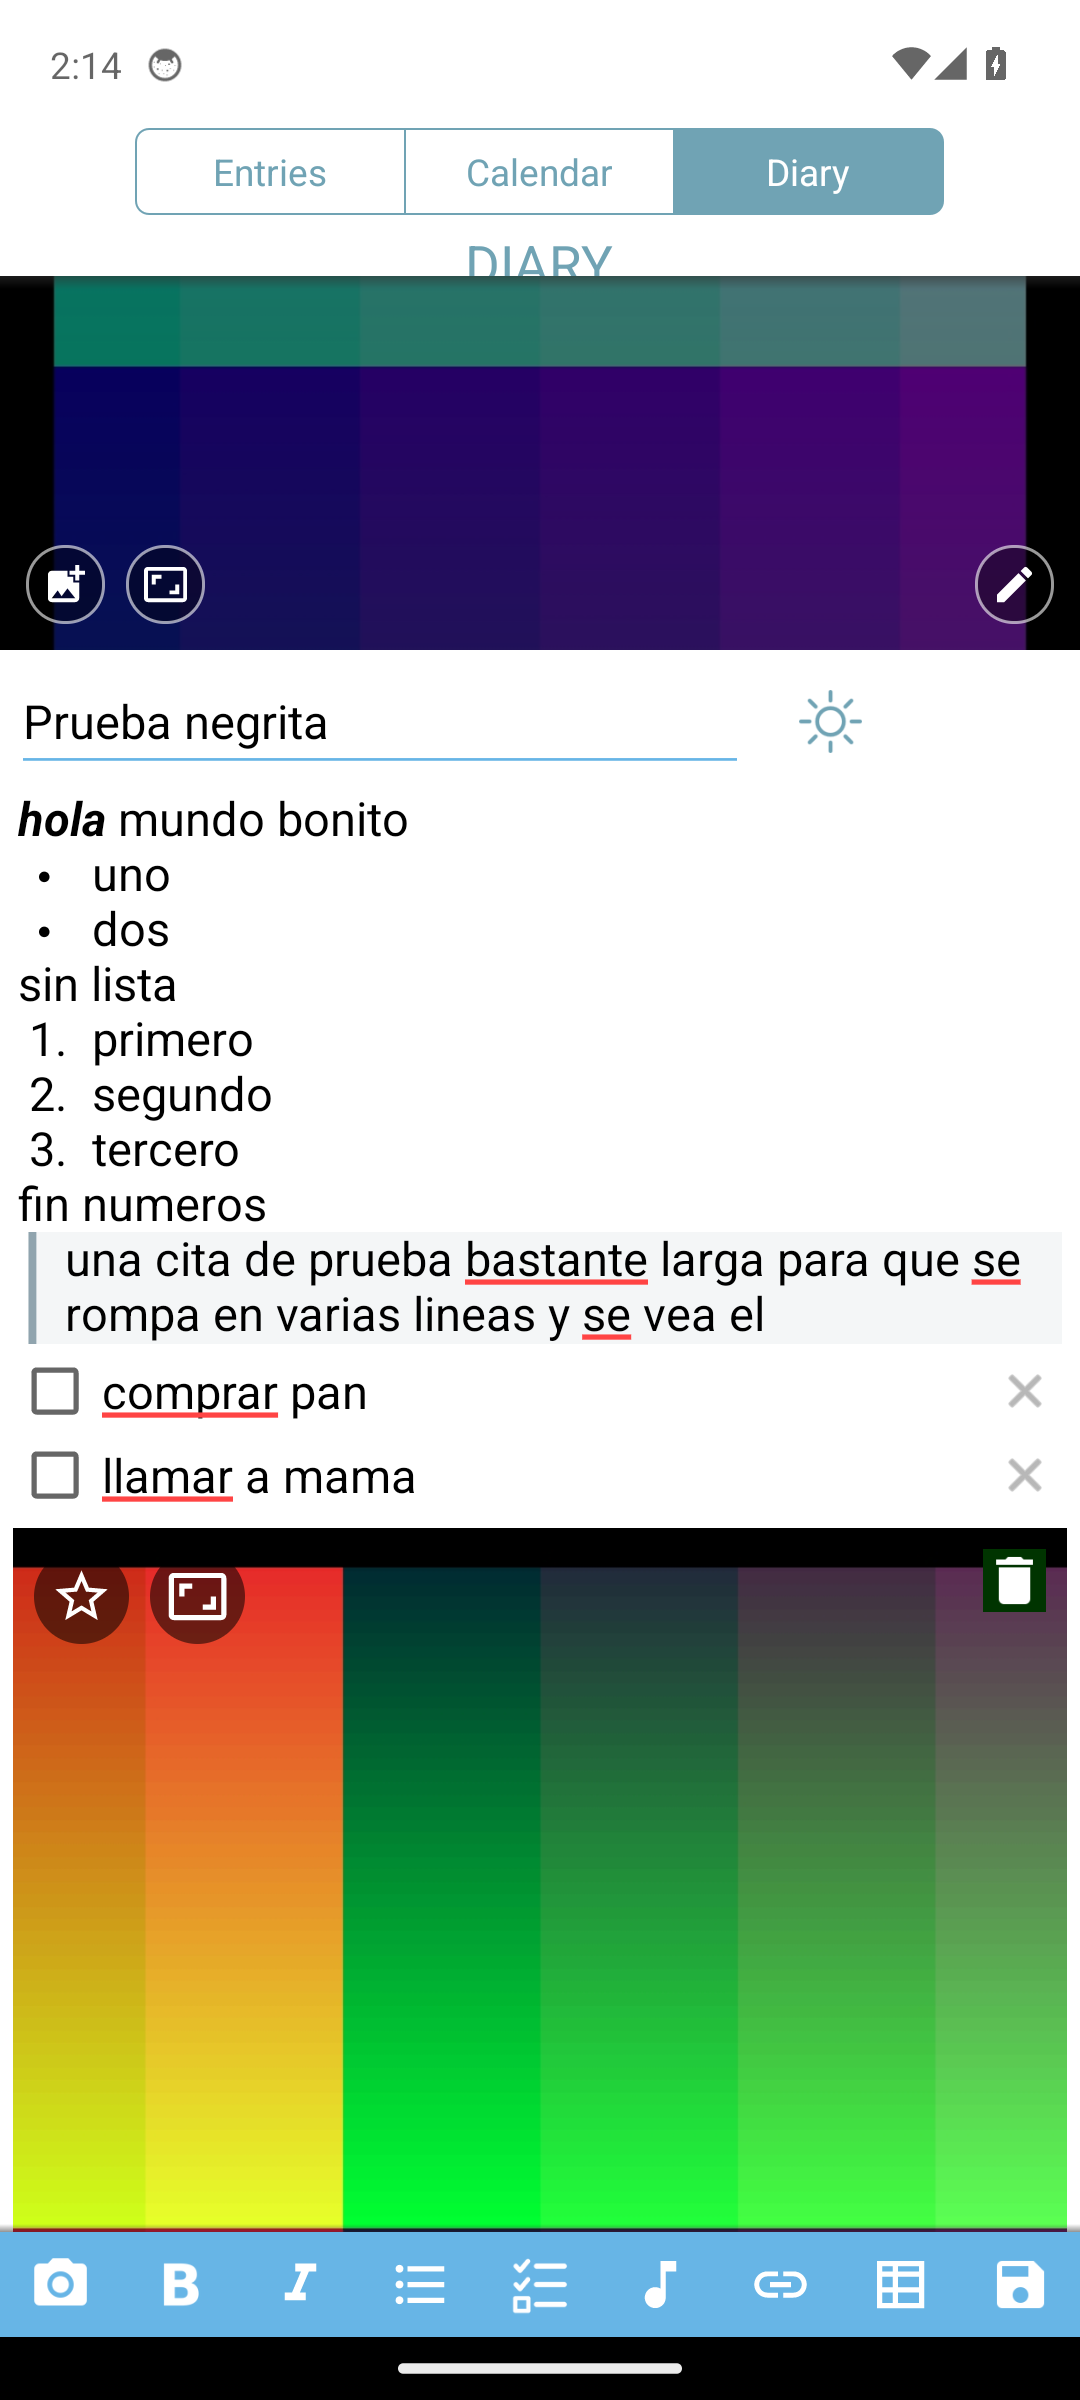 2:14
Entries Calendar Diary
DIARY
Prueba negrita
hola mundo bonito
• uno
• dos
sin lista
1. primero
2. segundo
3. tercero
fin numeros
una cita de prueba bastante larga para que se
rompa en varias lineas y se vea el
comprar pan
llamar a mama
B I